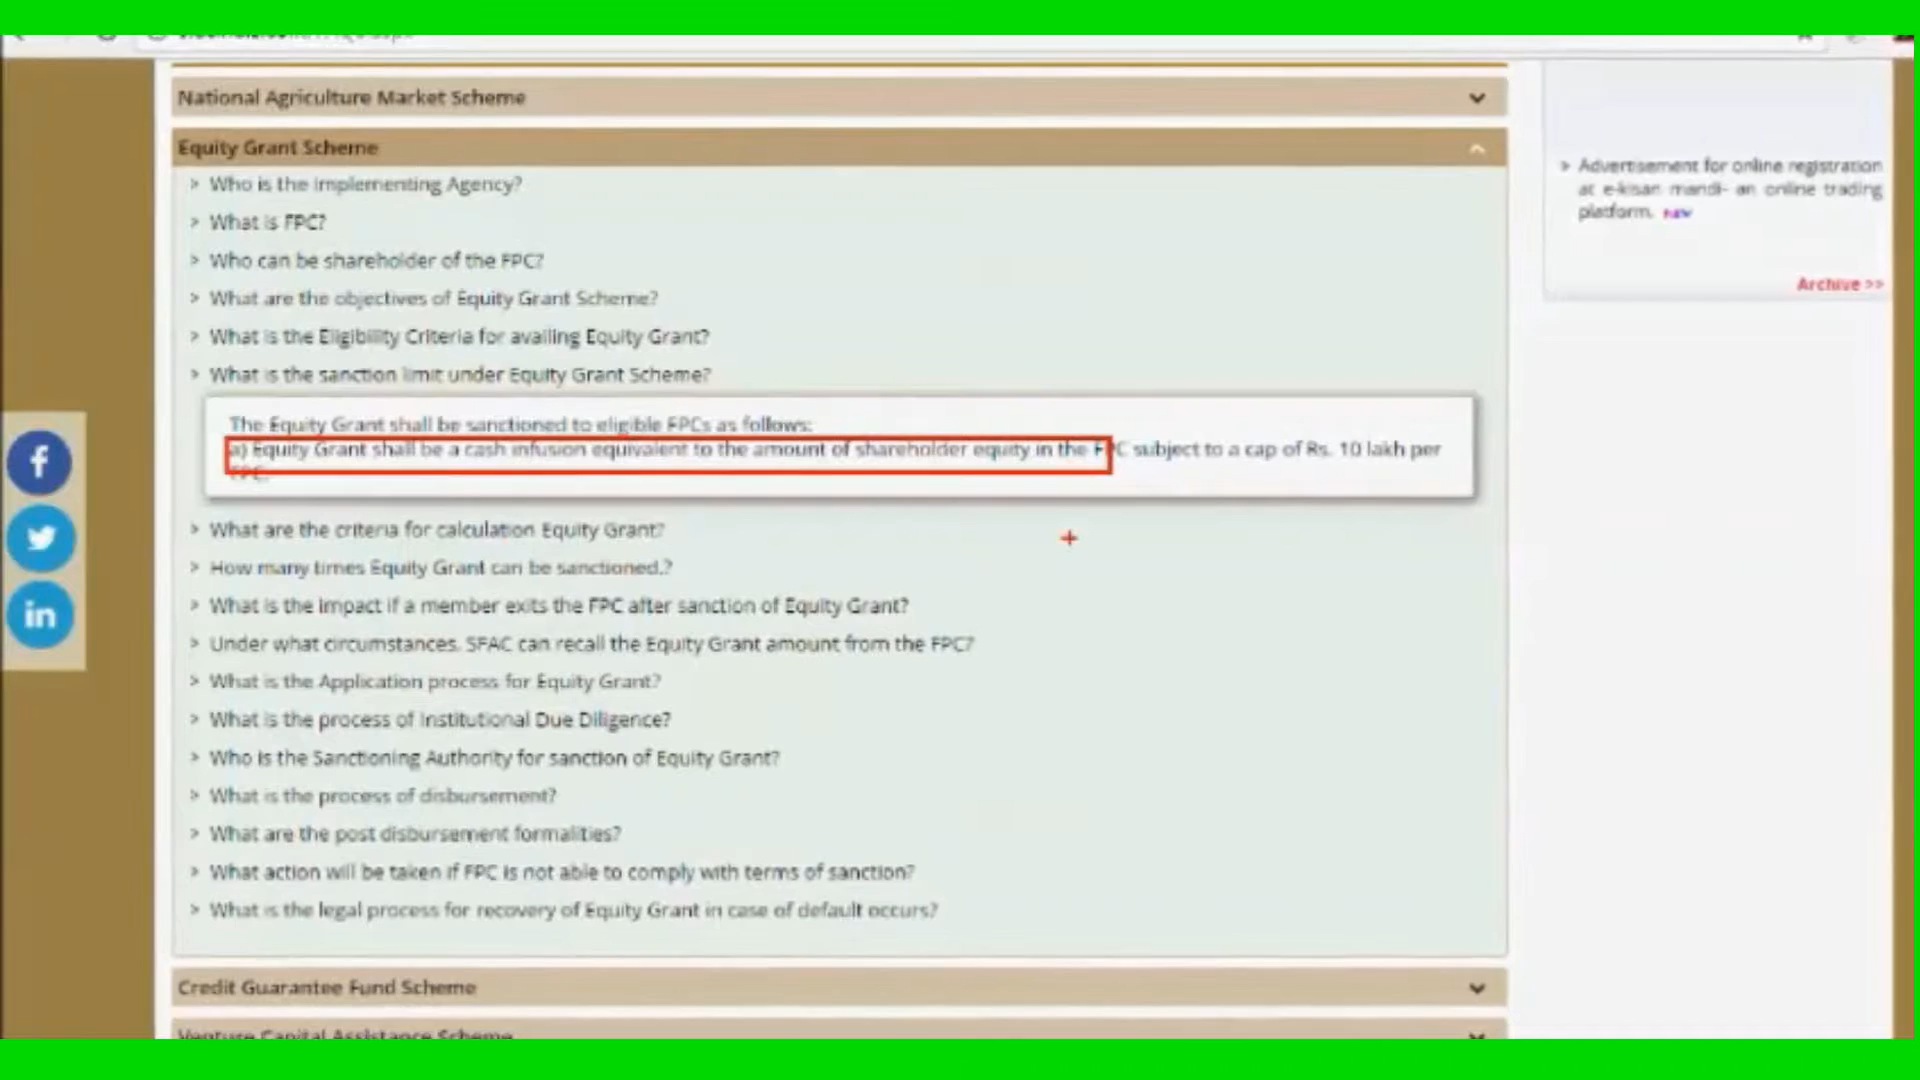 National Agriculture Market Scheme
Equity Grant Scheme
> Who is the Implementing Agency?
> What is FPC?
> Who can be shareholder of the FPC?
> What are the objectives of Equity Grant Scheme?
> What is the Eligibility Criteria for availing Equity Grant?
> What is the sanction limit under Equity Grant Scheme?
The Equity Grant shall be sanctioned to eligible FPCs as follows:
a) Equity Grant shall be a cash infusion equivalent to the amount of shareholder equity in the FPC subject to a cap of Rs. 10 lakh per
FPC.
> What are the criteria for calculation Equity Grant?
> How many times Equity Grant can be sanctioned.?
> What is the impact if a member exits the FPC after sanction of Equity Grant?
> Under what circumstances, SFAC can recall the Equity Grant amount from the FPC?
> What is the Application process for Equity Grant?
> What is the process of Institutional Due Diligence?
> Who is the Sanctioning Authority for sanction of Equity Grant?
> What is the process of disbursement?
> What are the post disbursement formalities?
> What action will be taken if FPC is not able to comply with terms of sanction?
> What is the legal process for recovery of Equity Grant in case of default occurs?
Credit Guarantee Fund Scheme
Venture Capital Assistance Scheme
> Advertisement for online registration
at e-kisan mandi- an online trading
platform. NEW
Archive >>
f
in